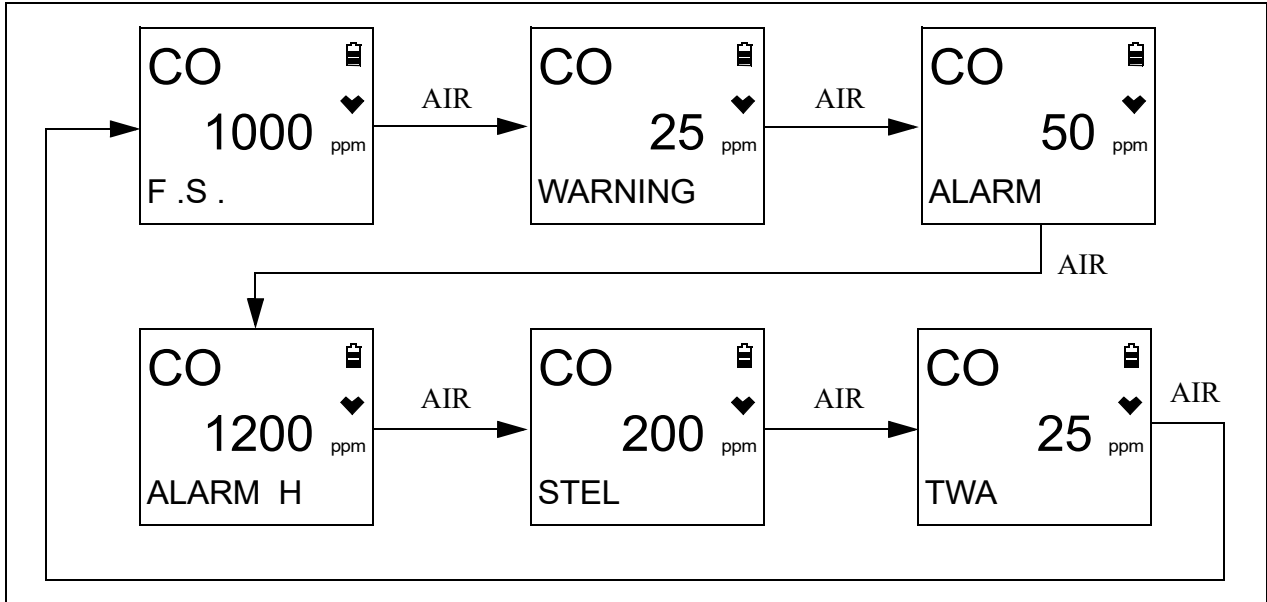 CO
1000 ppm
F .S .
AIR
CO
25 ppm
WARNING
AIR
CO
50 ppm
ALARM
AIR
CO
1200 ppm
ALARM H
AIR
CO
200 ppm
STEL
AIR
CO
25 ppm
TWA
AIR